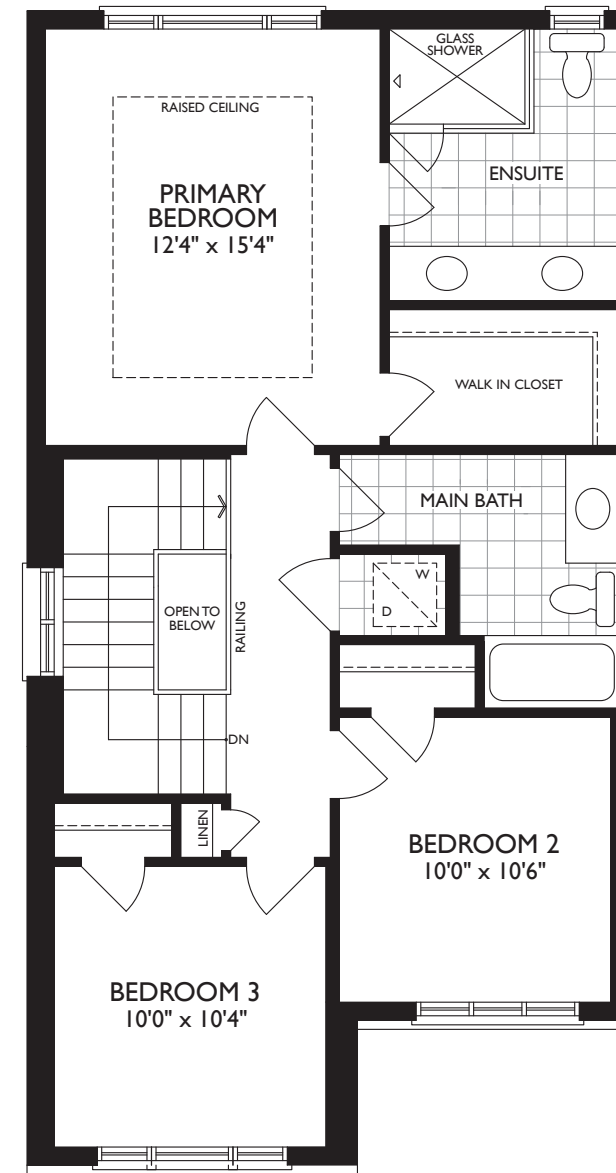 GLASS
SHOWER
RAISED CEILING
PRIMARY
BEDROOM
12'4" x 15'4"
ENSUITE
WALK IN CLOSET
MAIN BATH
W
D
OPEN TO
BELOW
RAILING
DN
LINEN
BEDROOM 2
10'0" x 10'6"
BEDROOM 3
10'0" x 10'4"